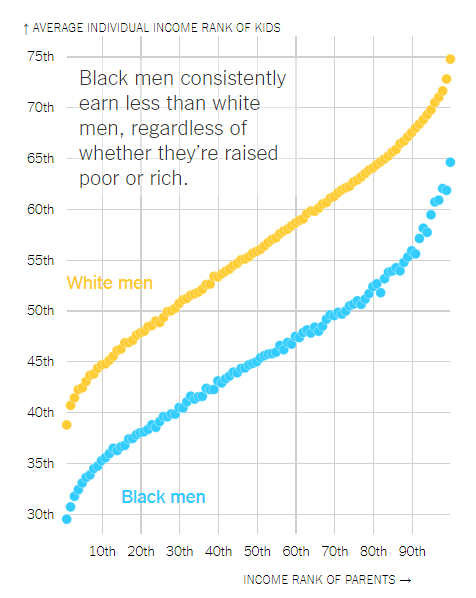 ↑ AVERAGE INDIVIDUAL INCOME RANK OF KIDS
75th
Black men consistently
earn less than white
men, regardless of
whether they’re raised
poor or rich.
70th
65th
60th
55th
White men
50th
45th
40th
35th
Black men
30th
10th 20th 30th 40th 50th 60th 70th 80th 90th
INCOME RANK OF PARENTS →